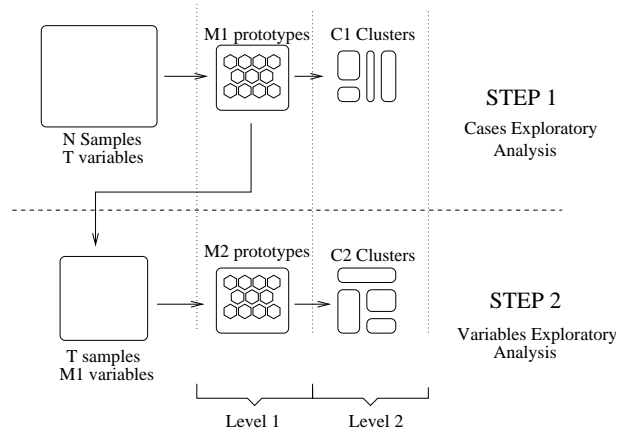 M1 prototypes
C1 Clusters
N Samples
T variables
STEP 1
Cases Exploratory
Analysis
M2 prototypes
C2 Clusters
T samples
M1 variables
STEP 2
Variables Exploratory
Analysis
Level 1
Level 2